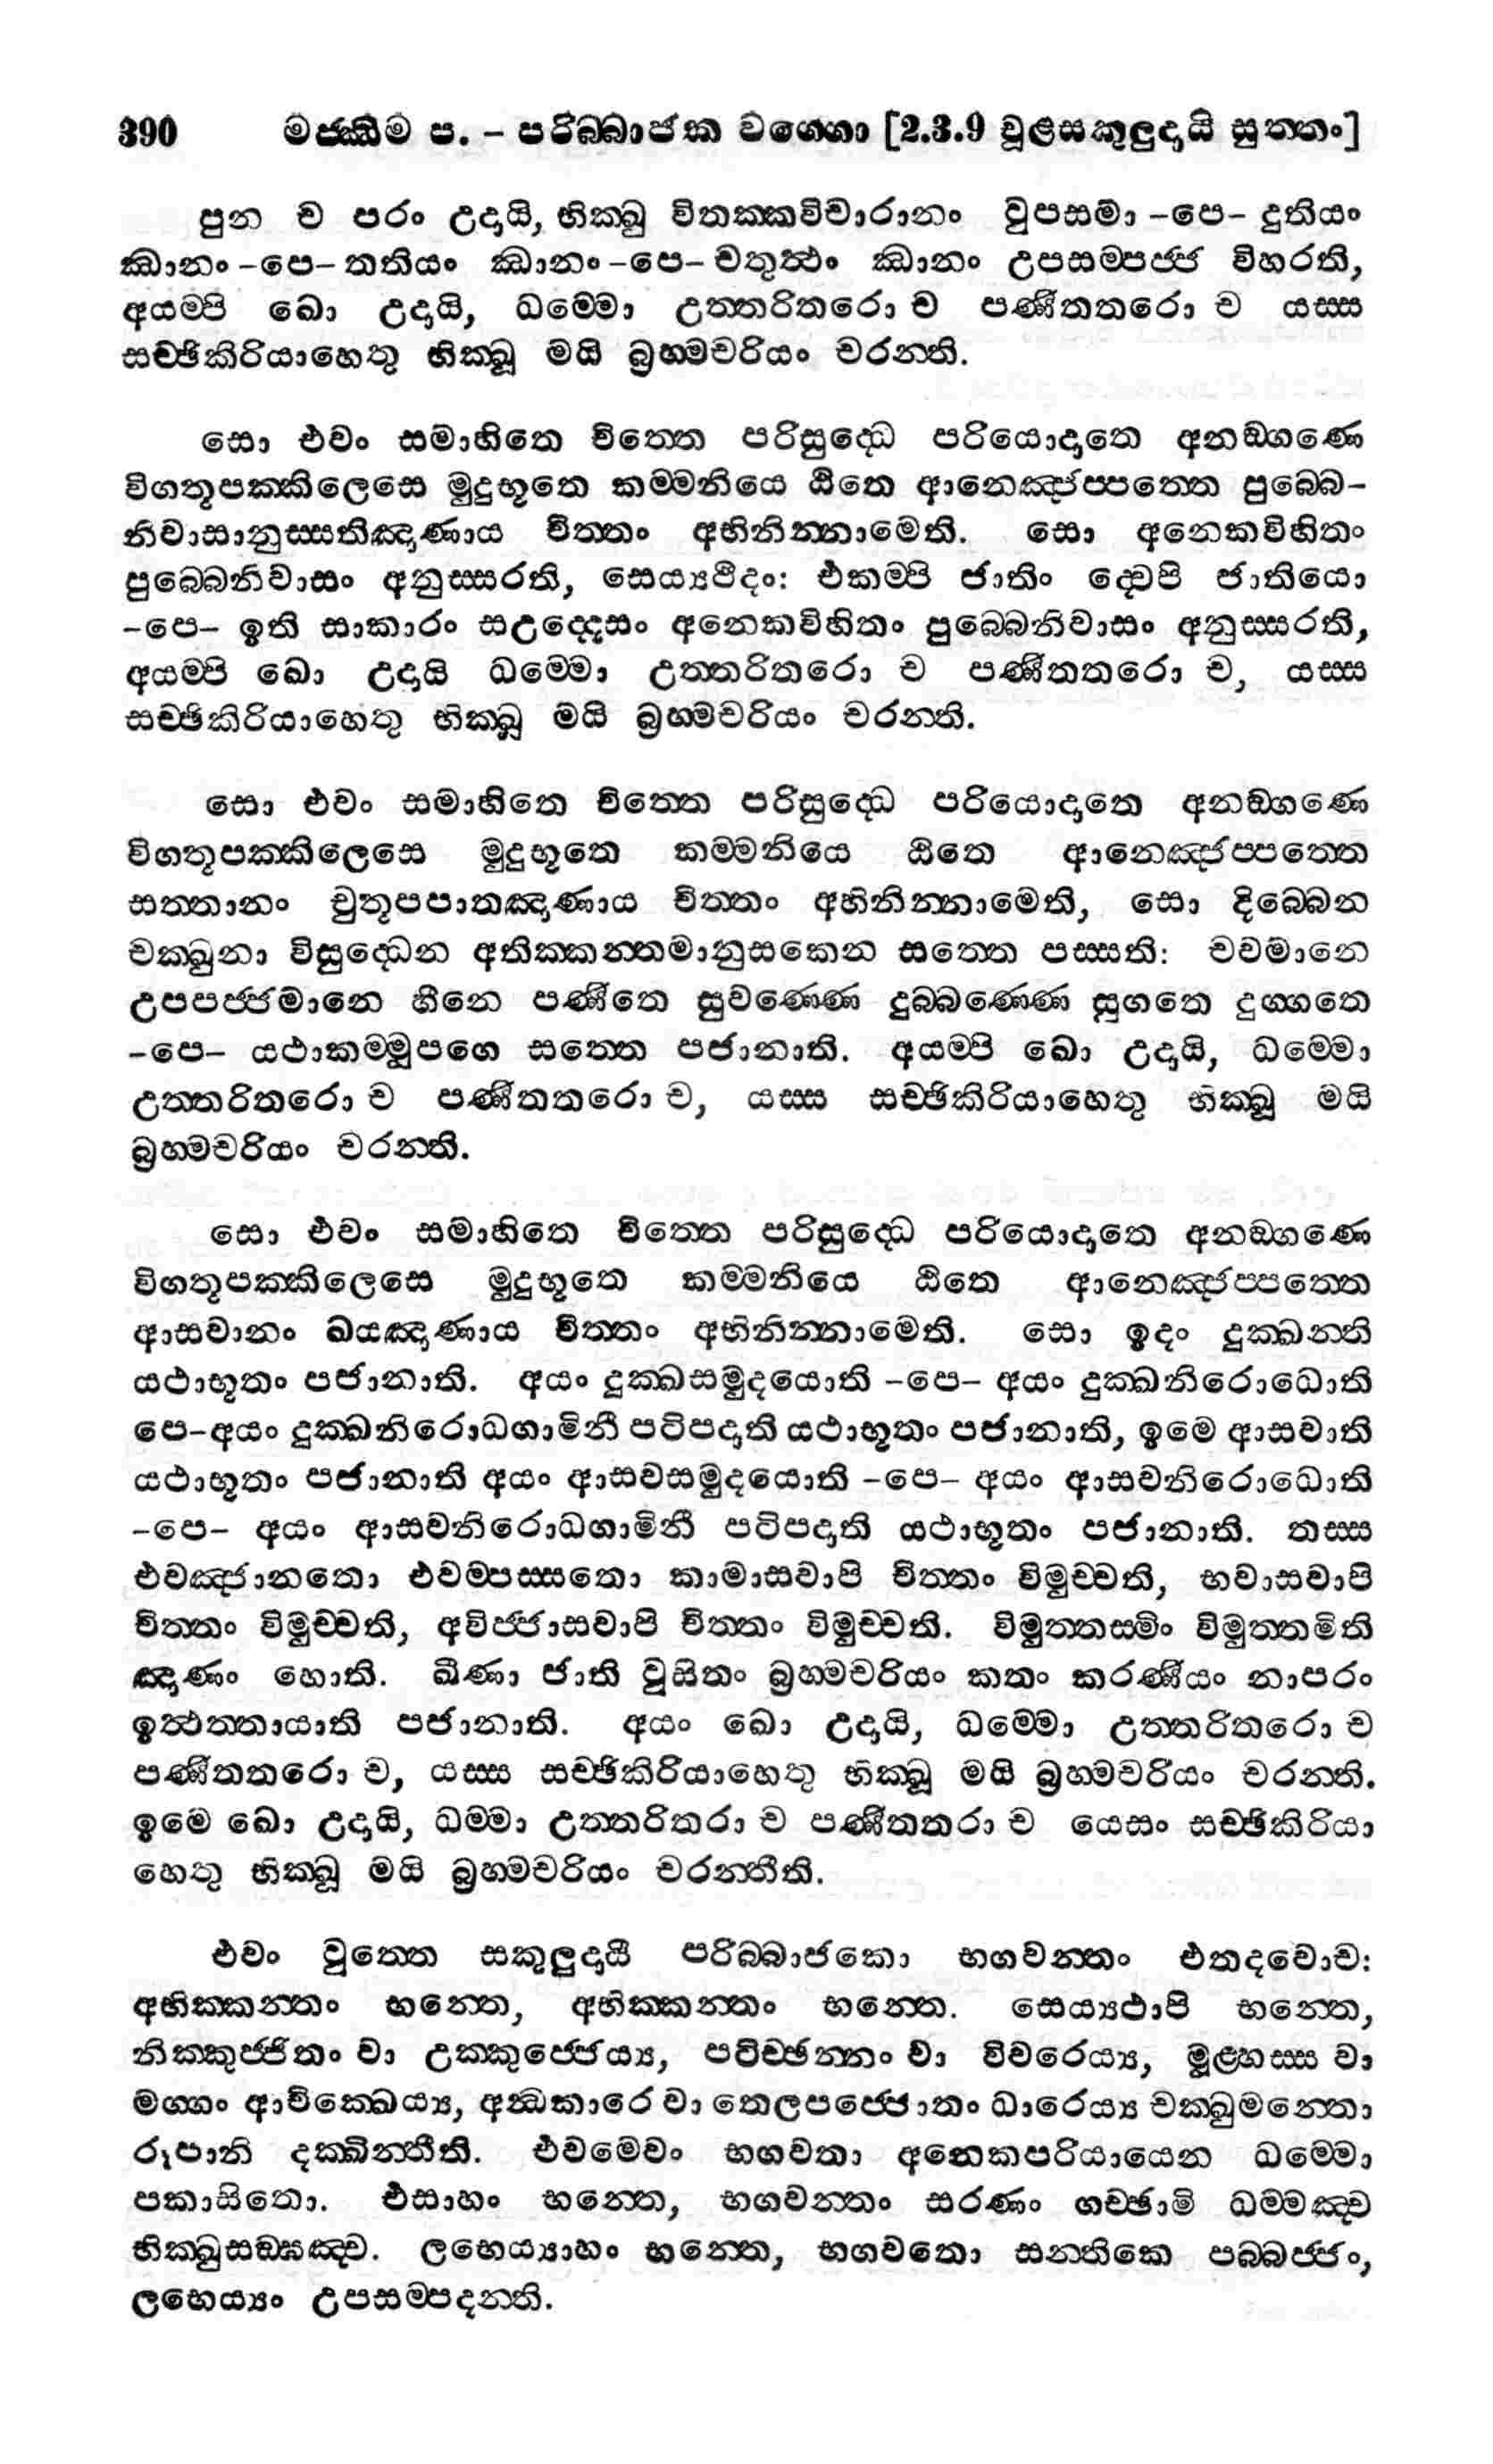 390 මජ්ඣිම ප. – පරිබ්බාජක වග්ගො [2.3.9 චූළසකුලුදායි සුත්තං]
පුන ච පරං උදායි, භික්ඛු විතක්කවිචාරානං වූපසමා -පෙ- දුතියං
ඣානං -පෙ- තතියං ඣානං -පෙ- චතුත්ථං ඣානං උපසම්පජ්ජ විහරති,
අයම්පි ඛො උදායි, ධම්මො උත්තරිතරො ච පණීතතරො ච යස්ස
සච්ඡිකිරියාහෙතු භික්ඛූ මයි බ්‍රහ්මචරියං චරන්ති.
සො එවං සමාහිතෙ චිත්තෙ පරිසුද්ධෙ පරියොදාතෙ අනඞ්ගණෙ
විගතූපක්කිලෙසෙ මුදුභූතෙ කම්මනියෙ ඨිතෙ ආනෙඤ්ජප්පත්තෙ පුබ්බෙ-
නිවාසානුස්සතිඤාණාය චිත්තං අභිනින්නාමෙති. සො අනෙකවිහිතං
පුබ්බෙනිවාසං අනුස්සරති, සෙය්‍යථීදං: එකම්පි ජාතිං ද්වෙපි ජාතියො
-පෙ- ඉති සාකාරං සඋද්දෙසං අනෙකවිහිතං පුබ්බෙනිවාසං අනුස්සරති,
අයම්පි ඛො උදායි ධම්මො උත්තරිතරො ච පණීතතරො ච, යස්ස
සච්ඡිකිරියාහෙතු භික්ඛූ මයි බ්‍රහ්මචරියං චරන්ති.
සො එවං සමාහිතෙ චිත්තෙ පරිසුද්ධෙ පරියොදාතෙ අනඞ්ගණෙ
විගතූපක්කිලෙසෙ මුදුභූතෙ කම්මනියෙ ඨිතෙ ආනෙඤ්ජප්පත්තෙ
සත්තානං චුතූපපාතඤාණාය චිත්තං අභිනින්නාමෙති, සො දිබ්බෙන
චක්ඛුනා විසුද්ධෙන අතික්කන්තමානුසකෙන සත්තෙ පස්සති: චවමානෙ
උපපජ්ජමානෙ හීනෙ පණීතෙ සුවණ්ණෙ දුබ්බණ්ණෙ සුගතෙ දුග්ගතෙ
-පෙ- යථාකම්මූපගෙ සත්තෙ පජානාති. අයම්පි ඛො උදායි, ධම්මො
උත්තරිතරො ච පණීතතරො ච, යස්ස සච්ඡිකිරියාහෙතු භික්ඛූ මයි
බ්‍රහ්මචරියං චරන්ති.
සො එවං සමාහිතෙ චිත්තෙ පරිසුද්ධෙ පරියොදාතෙ අනඞ්ගණෙ
විගතූපක්කිලෙසෙ මුදුභූතෙ කම්මනියෙ ඨිතෙ ආනෙඤ්ජප්පත්තෙ
ආසවානං ඛයඤාණාය චිත්තං අභිනින්නාමෙති. සො ඉදං දුක්ඛන්ති
යථාභූතං පජානාති. අයං දුක්ඛසමුදයොති -පෙ- අයං දුක්ඛනිරොධොති
පෙ-අයං දුක්ඛනිරොධගාමිනී පටිපදාති යථාභූතං පජානාති, ඉමෙ ආසවාති
යථාභූතං පජානාති අයං ආසවසමුදයොති -පෙ- අයං ආසවනිරොධොති
-පෙ- අයං ආසවනිරොධගාමිනී පටිපදාති යථාභූතං පජානාති. තස්ස
එවඤ්ජානතො එවම්පස්සතො කාමාසවාපි චිත්තං විමුච්චති, භවාසවාපි
චිත්තං විමුච්චති, අවිජ්ජාසවාපි චිත්තං විමුච්චති. විමුත්තස්මිං විමුත්තමිති
ඤාණං හොති. ඛීණා ජාති වූසිතං බ්‍රහ්මචරියං කතං කරණීයං නාපරං
ඉත්ථත්තායාති පජානාති. අයං ඛො උදායි, ධම්මො උත්තරිතරො ච
පණීතතරො ච, යස්ස සච්ඡිකිරියාහෙතු භික්ඛූ මයි බ්‍රහ්මචරියං චරන්ති.
ඉමෙ ඛො උදායි, ධම්මා උත්තරිතරා ච පණීතතරා ච යෙසං සච්ඡිකිරියා
හෙතු භික්ඛූ මයි බ්‍රහ්මචරියං චරන්තීති.
එවං වුත්තෙ සකුලුදායී පරිබ්බාජකො භගවන්තං එතදවොච:
අභික්කන්තං භන්තෙ, අභික්කන්තං භන්තෙ. සෙය්‍යථාපි භන්තෙ,
නික්කුජ්ජිතං වා උක්කුජ්ජෙය්‍ය, පටිච්ඡන්නං වා විවරෙය්‍ය, මූළ්හස්ස වා
මග්ගං ආචික්ඛෙය්‍ය, අන්ධකාරෙ වා තෙලපජ්ජොතං ධාරෙය්‍ය චක්ඛුමන්තො
රූපානි දක්ඛින්තීති. එවමෙවං භගවතා අනෙකපරියායෙන ධම්මො
පකාසිතො. එසාහං භන්තෙ, භගවන්තං සරණං ගච්ඡාමි ධම්මඤ්ච
භික්ඛුසඞ්ඝඤ්ච. ලභෙය්‍යාහං භන්තෙ, භගවතො සන්තිකෙ පබ්බජ්ජං,
ලභෙය්‍යං උපසම්පදන්ති.